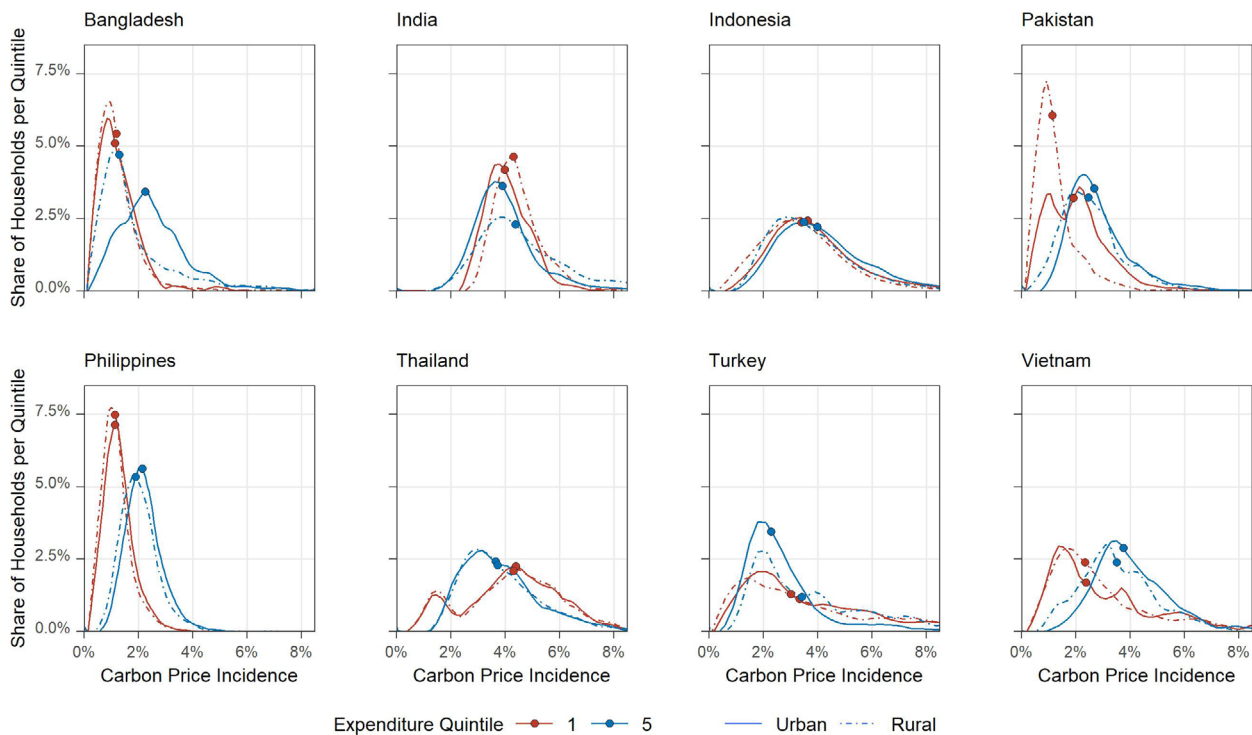 Bangladesh India Indonesia Pakistan
Share of Households per Quintile
7.5%
5.0%
2.5%
0.0%
Philippines Thailand Turkey Vietnam
Share of Households per Quintile
7.5%
5.0%
2.5%
0.0%
0% 2% 4% 6% 8% 0% 2% 4% 6% 8% 0% 2% 4% 6% 8% 0% 2% 4% 6% 8%
Carbon Price Incidence Carbon Price Incidence Carbon Price Incidence Carbon Price Incidence
Expenditure Quintile 1 5 Urban Rural